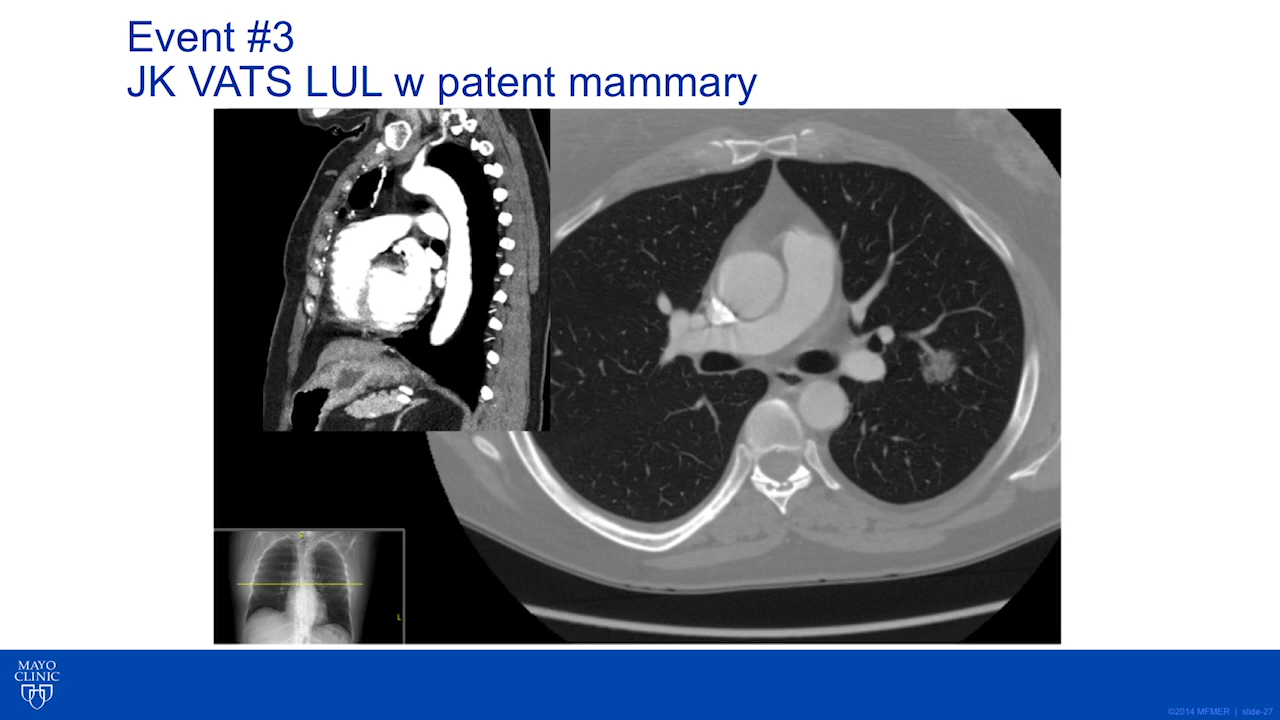 Event #3
JK VATS LUL w patent mammary
S
L
MAYO
CLINIC
©2014 MFMER | slide-27